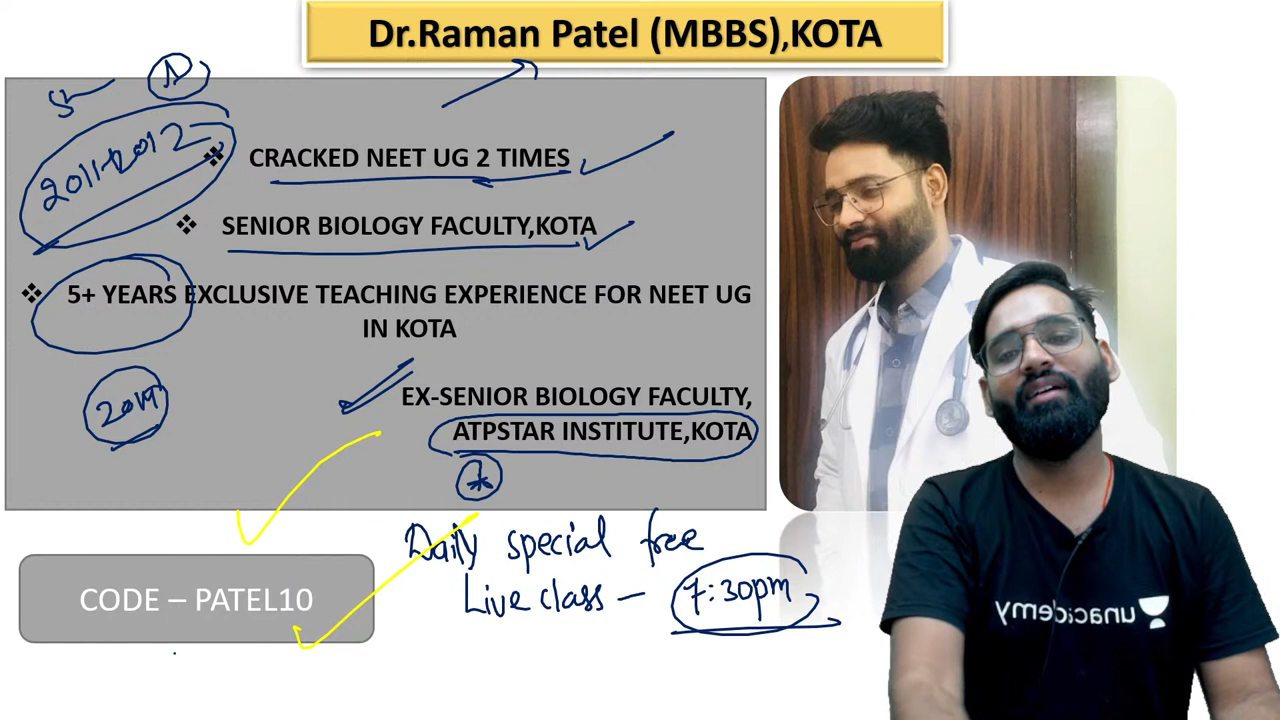 Dr.Raman Patel (MBBS),KOTA
2011-2012
❖ CRACKED NEET UG 2 TIMES
❖ SENIOR BIOLOGY FACULTY,KOTA
❖ 5+ YEARS EXCLUSIVE TEACHING EXPERIENCE FOR NEET UG
IN KOTA
2019
EX-SENIOR BIOLOGY FACULTY,
ATPSTAR INSTITUTE,KOTA
Daily special free
Live class – 7:30pm
CODE – PATEL10
unacademy